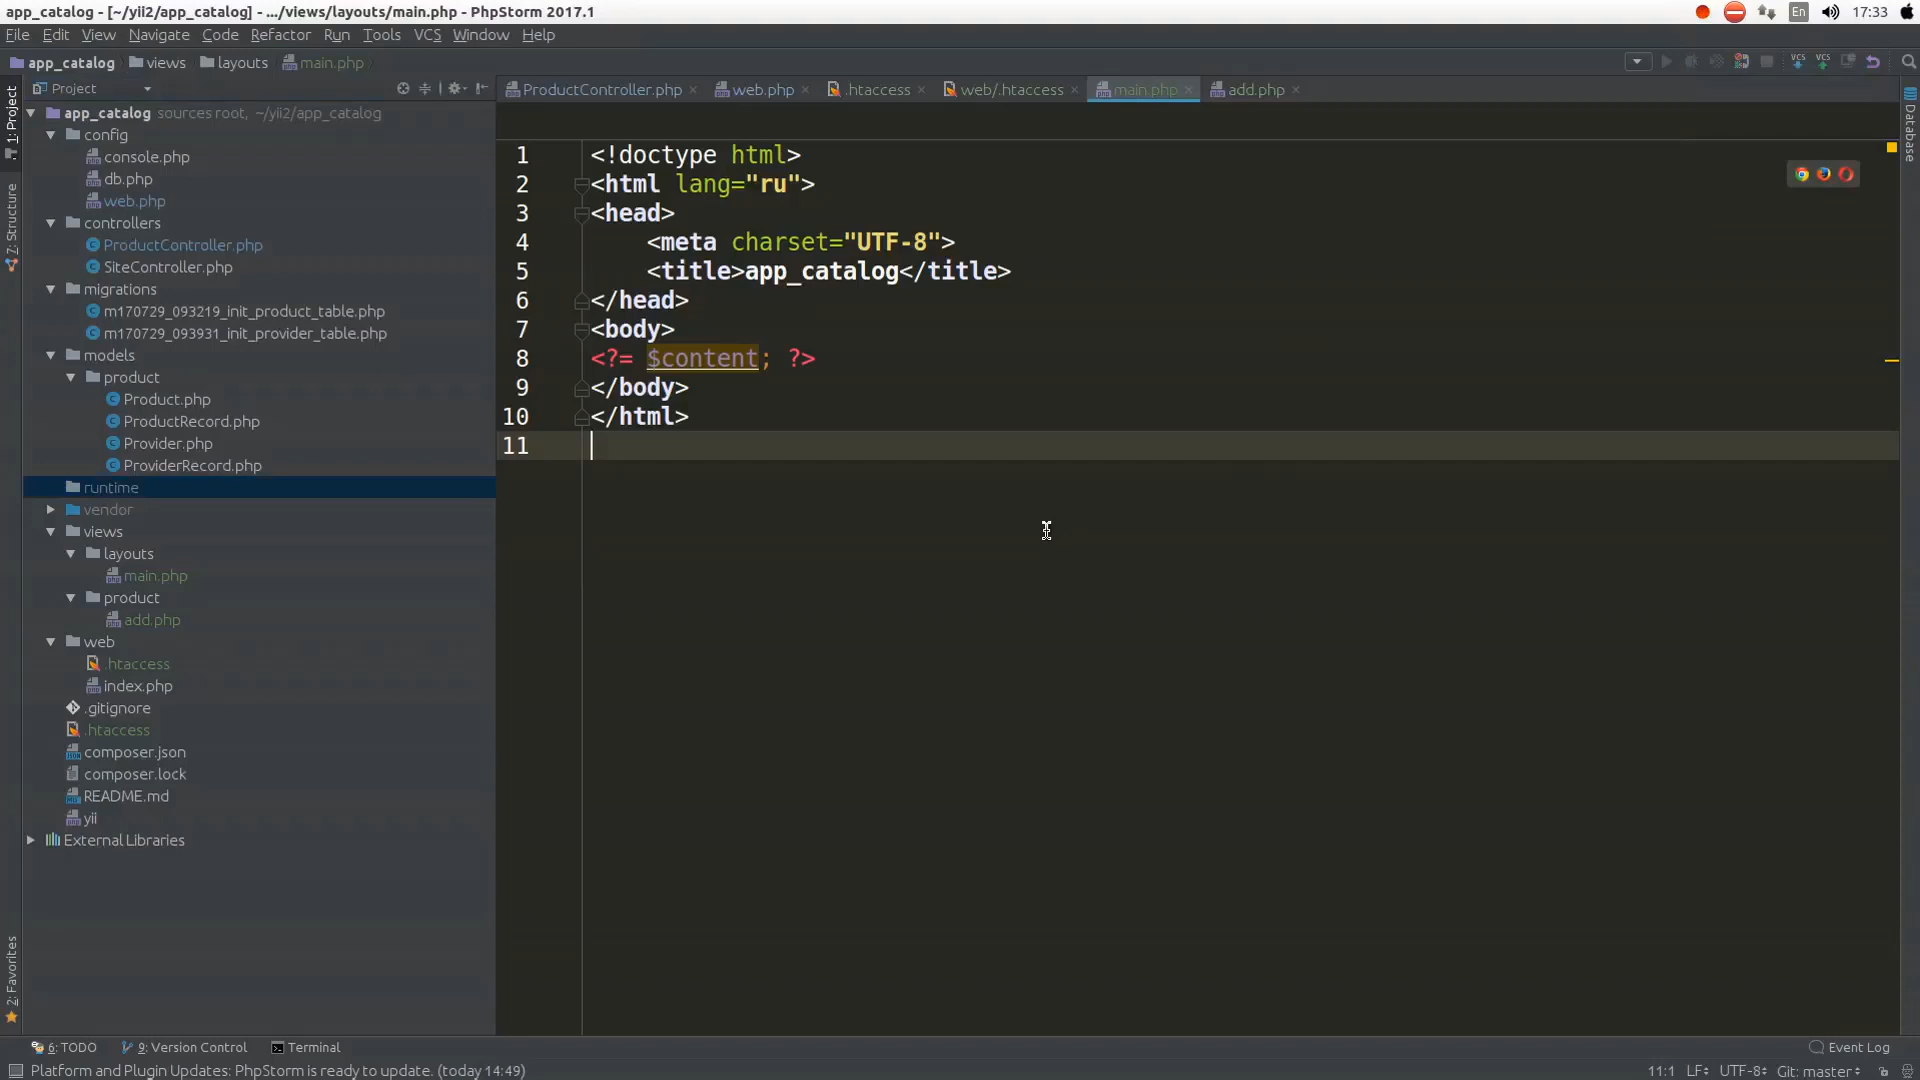 app_catalog - [~/yii2/app_catalog] - .../views/layouts/main.php - PhpStorm 2017.1
En
17:33
File Edit View Navigate Code Refactor Run Tools VCS Window Help
app_catalog views layouts main.php
VCS VCS
Project
ProductController.php web.php .htaccess web/.htaccess main.php add.php
1: Project
Z: Structure
2: Favorites
Database
app_catalog sources root, ~/yii2/app_catalog
config
console.php
db.php
web.php
controllers
ProductController.php
SiteController.php
migrations
m170729_093219_init_product_table.php
m170729_093931_init_provider_table.php
models
product
Product.php
ProductRecord.php
Provider.php
ProviderRecord.php
runtime
vendor
views
layouts
main.php
product
add.php
web
.htaccess
index.php
.gitignore
.htaccess
composer.json
composer.lock
README.md
yii
External Libraries
1 <!doctype html>
2 <html lang="ru">
3 <head>
4 <meta charset="UTF-8">
5 <title>app_catalog</title>
6 </head>
7 <body>
8 <?= $content; ?>
9 </body>
10 </html>
11
6: TODO 9: Version Control Terminal Event Log
Platform and Plugin Updates: PhpStorm is ready to update. (today 14:49) 11:1 LF UTF-8 Git: master